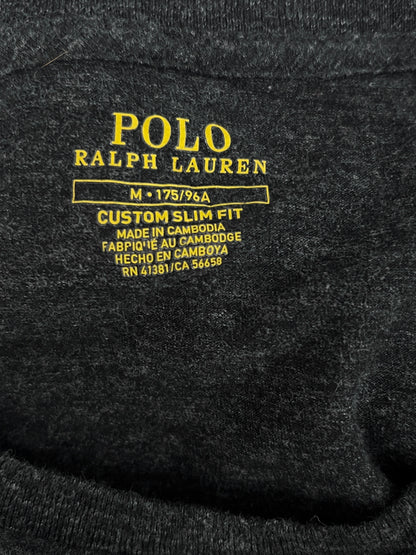 POLO
RALPH LAUREN
M • 175/96A
CUSTOM SLIM FIT
MADE IN CAMBODIA
FABRIQUÉ AU CAMBODGE
HECHO EN CAMBOYA
RN 41381/CA 56658